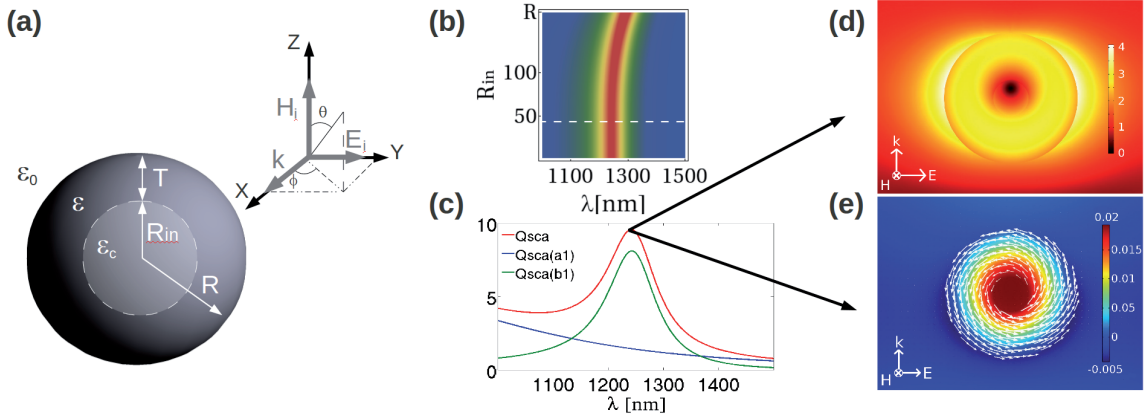 (a)
Z
Hi
θ
Ei
Y
k
X
ϕ
ε0
T
ε
Rin
εc
R
(b)
R
Rin
100
50
1100
1300
1500
λ[nm]
(c)
10
5
0
Qsca
Qsca(a1)
Qsca(b1)
1100
1200
1300
1400
λ [nm]
(d)
4
3
2
1
0
k
E
H
(e)
0.02
0.015
0.01
0.005
0
-0.005
k
H
E